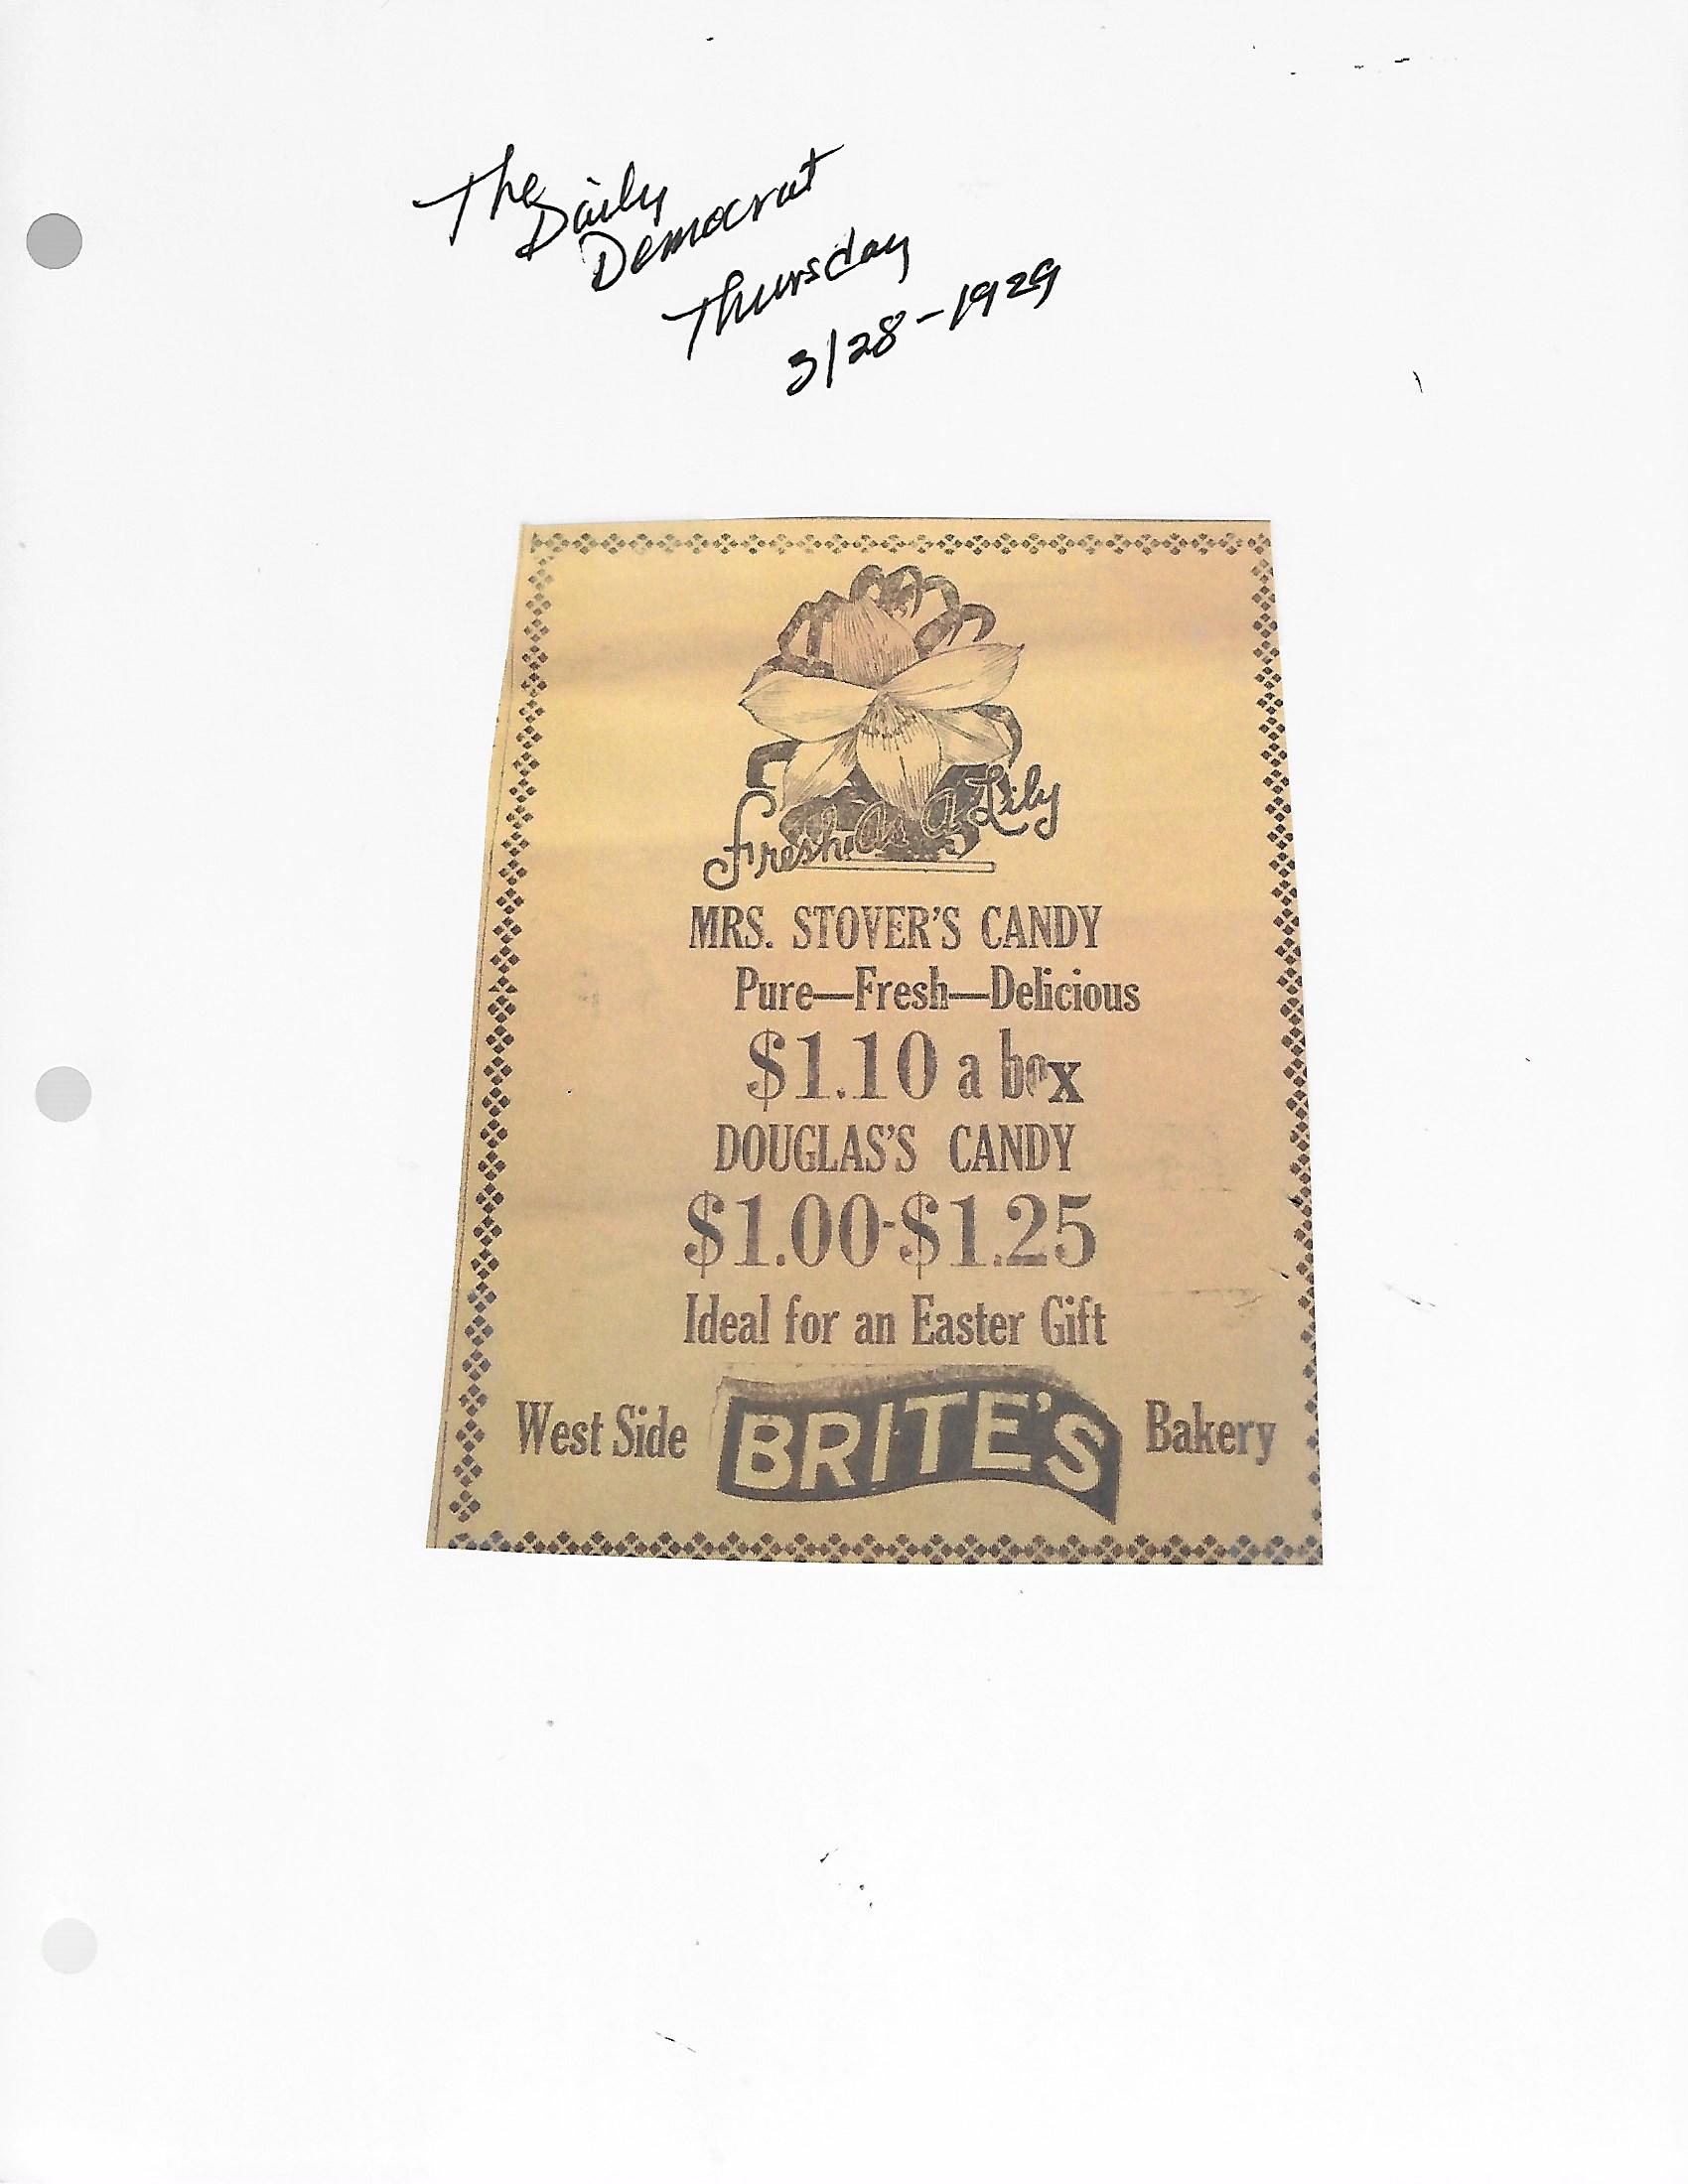 The
Daily
Democrat
Thursday
3/28-1929
Fresh As A Lily
MRS. STOVER'S CANDY
Pure—Fresh—Delicious
$1.10 a box
DOUGLAS'S CANDY
$1.00-$1.25
Ideal for an Easter Gift
West Side BRITE'S Bakery